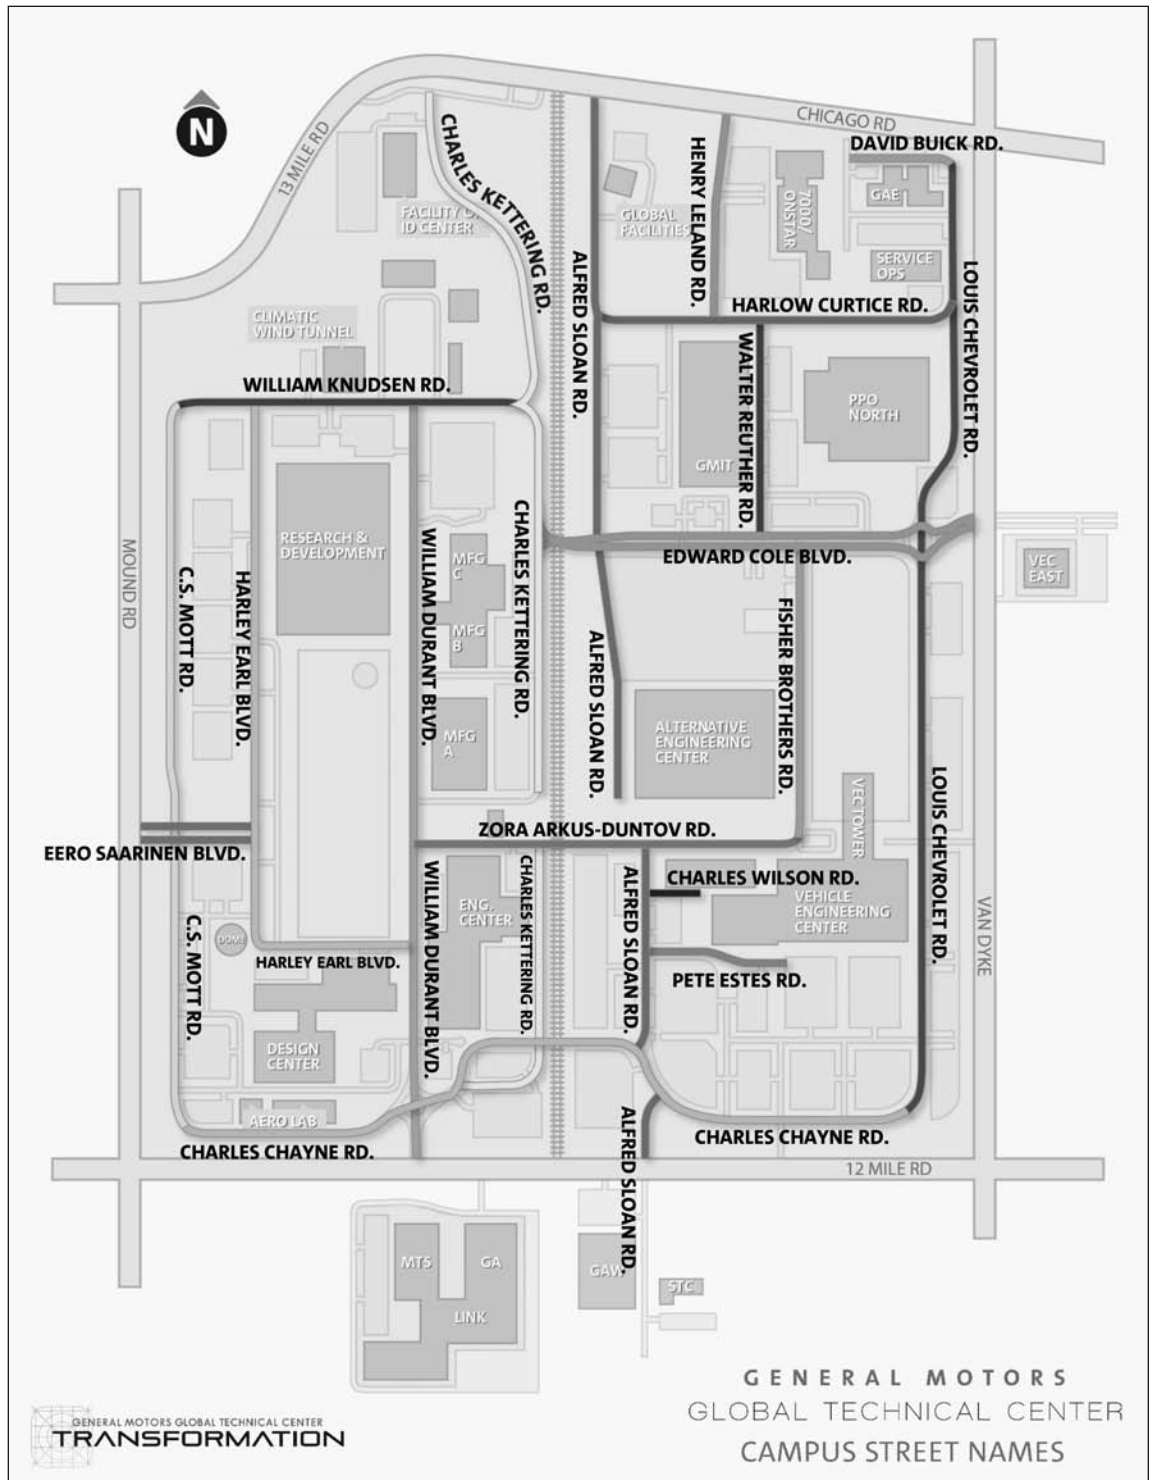 N
13 MILE RD
CHICAGO RD
DAVID BUICK RD.
CHARLES KETTERING RD.
HENRY LELAND RD.
7000/
ONSTAR
GAE
FACILITY O
ID CENTER
GLOBAL
FACILITIES
SERVICE
OPS
ALFRED SLOAN RD.
LOUIS CHEVROLET RD.
HARLOW CURTICE RD.
CLIMATIC
WIND TUNNEL
WALTER REUTHER RD.
WILLIAM KNUDSEN RD.
PPO
NORTH
GMIT
RESEARCH &
DEVELOPMENT
CHARLES KETTERING RD.
WILLIAM DURANT BLVD.
MFG
C
MFG
B
MFG
A
EDWARD COLE BLVD.
VEC
EAST
MOUND RD
C.S. MOTT RD.
HARLEY EARL BLVD.
ALFRED SLOAN RD.
FISHER BROTHERS RD.
ALTERNATIVE
ENGINEERING
CENTER
VEC TOWER
LOUIS CHEVROLET RD.
ZORA ARKUS-DUNTOV RD.
EERO SAARINEN BLVD.
CHARLES WILSON RD.
VEHICLE
ENGINEERING
CENTER
WILLIAM DURANT BLVD.
ENG.
CENTER
CHARLES KETTERING RD.
ALFRED SLOAN RD.
VAN DYKE
C.S. MOTT RD.
DOME
HARLEY EARL BLVD.
PETE ESTES RD.
DESIGN
CENTER
AERO LAB
CHARLES CHAYNE RD.
CHARLES CHAYNE RD.
ALFRED SLOAN RD.
12 MILE RD
MTS
GA
LINK
GAW
STC
GENERAL MOTORS
GLOBAL TECHNICAL CENTER
CAMPUS STREET NAMES
GENERAL MOTORS GLOBAL TECHNICAL CENTER
TRANSFORMATION